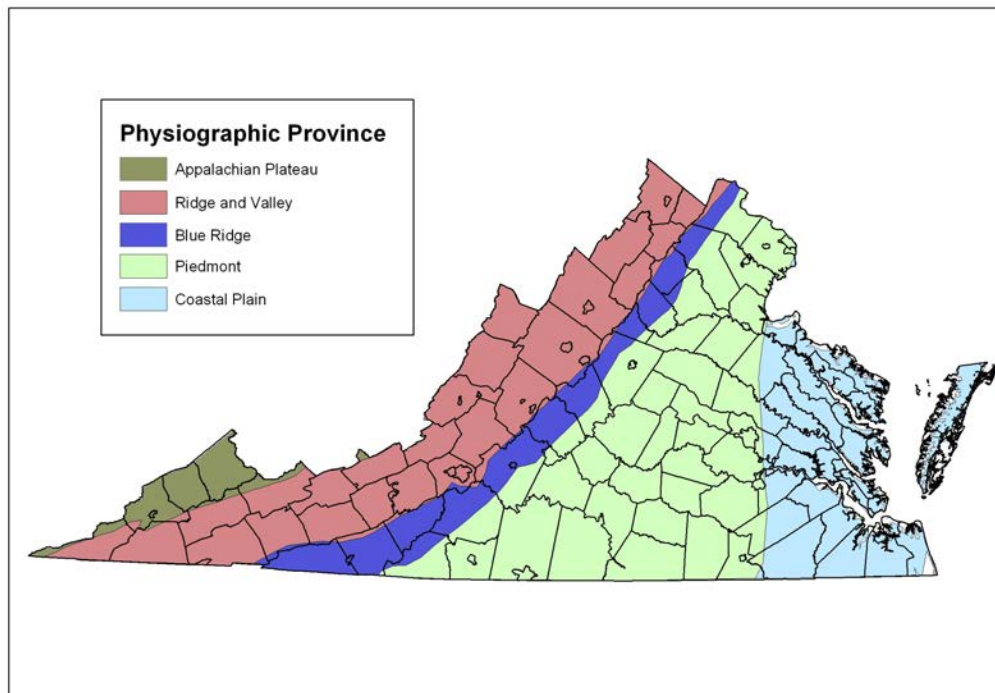 Physiographic Province
Appalachian Plateau
Ridge and Valley
Blue Ridge
Piedmont
Coastal Plain